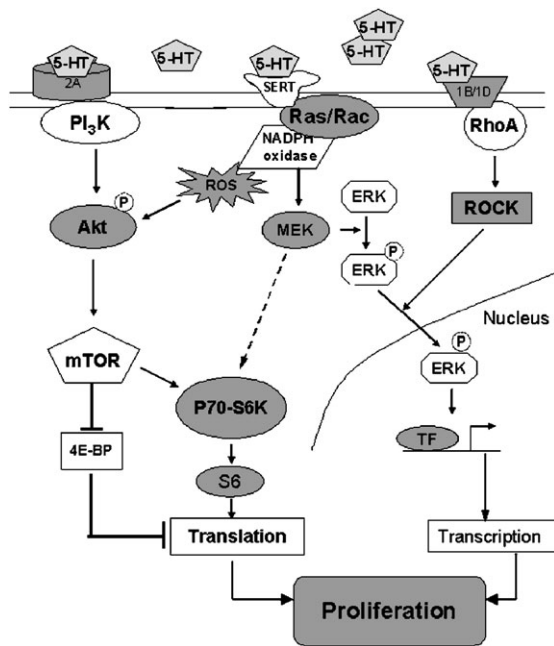 5-HT
5-HT
5-HT
5-HT
5-HT
5-HT
2A
SERT
1B/1D
PI3K
Ras/Rac
RhoA
NADPH
oxidase
ROS
P
Akt
MEK
ERK
ROCK
P
ERK
Nucleus
P
ERK
mTOR
P70-S6K
TF
4E-BP
S6
Translation
Transcription
Proliferation